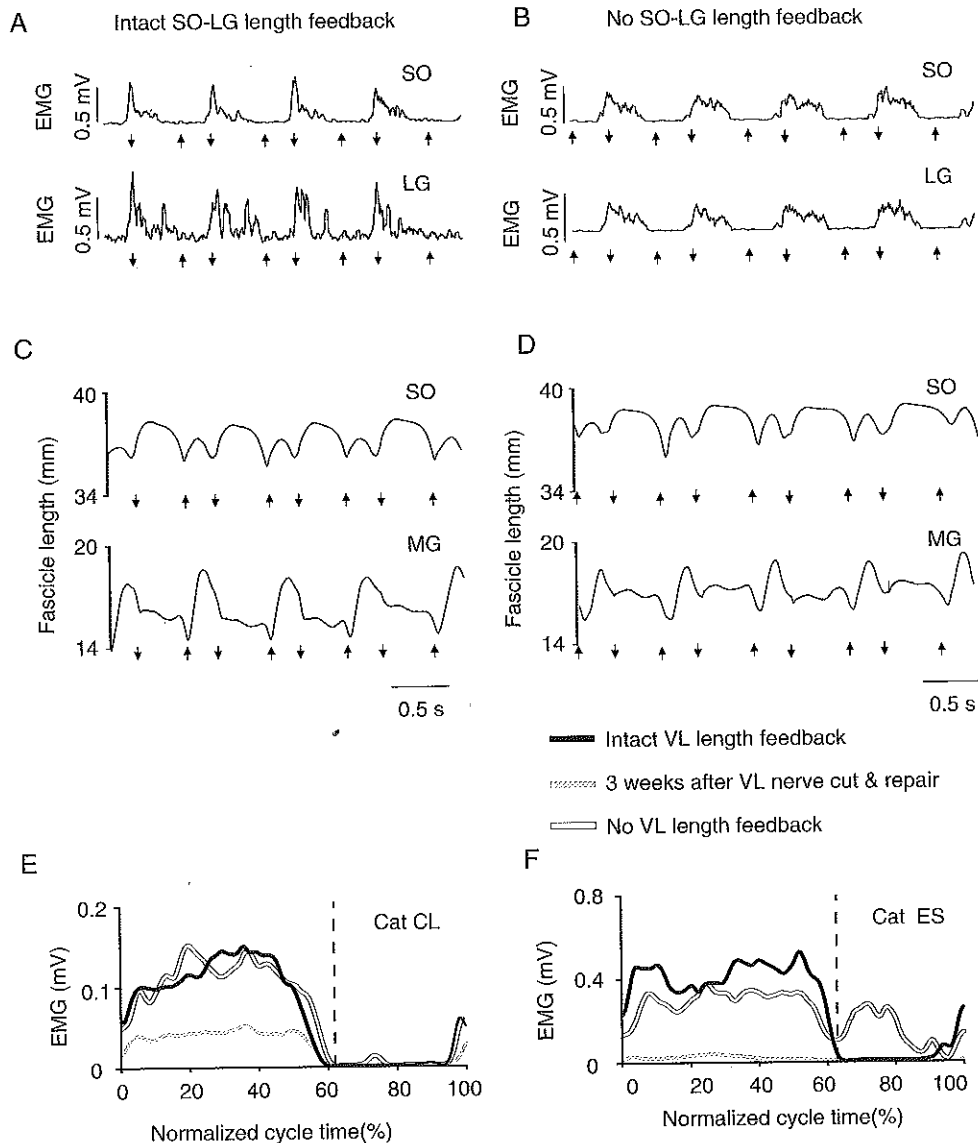 A
Intact SO-LG length feedback
B
No SO-LG length feedback
EMG
0.5 mV
SO
EMG
0.5 mV
LG
EMG
0.5 mV
SO
EMG
0.5 mV
LG
C
D
Fascicle length (mm)
40
SO
34
20
MG
14
0.5 s
Fascicle length (mm)
40
SO
34
20
MG
14
0.5 s
Intact VL length feedback
3 weeks after VL nerve cut & repair
No VL length feedback
E
F
EMG (mV)
0.2
0.1
0
Cat CL
0 20 40 60 80 100
Normalized cycle time(%)
EMG (mV)
0.8
0.4
0
Cat ES
0 20 40 60 80 100
Normalized cycle time(%)